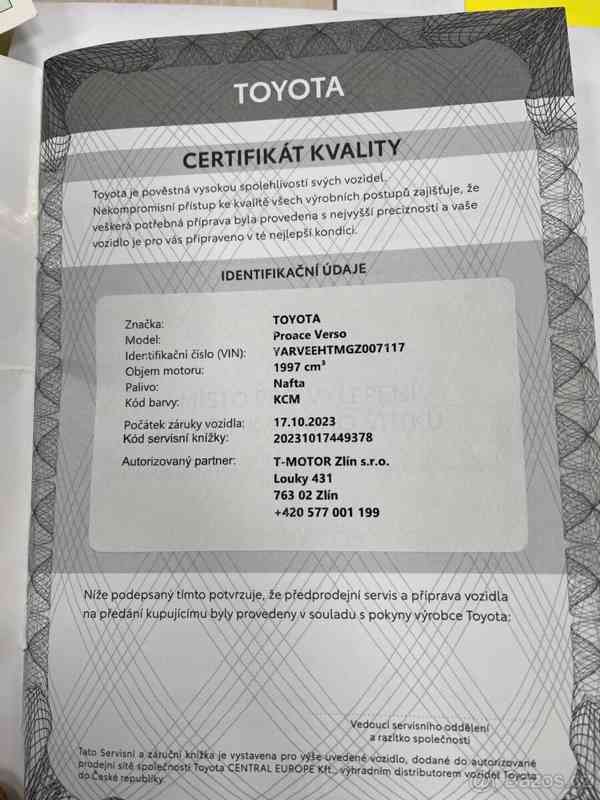 TOYOTA
CERTIFIKÁT KVALITY
Toyota je pověstná vysokou spolehlivostí svých vozidel.
Nekompromisní přístup ke kvalitě všech výrobních postupů zajišťuje, že
veškerá potřebná příprava byla provedena s nejvyšší precizností a vaše
vozidlo je pro vás připraveno v té nejlepší kondici.
IDENTIFIKAČNÍ ÚDAJE
Značka: TOYOTA
Model: Proace Verso
Identifikační číslo (VIN): YARVEEHTMGZ007117
Objem motoru: 1997 cm³
Palivo: Nafta
Kód barvy: KCM
Počátek záruky vozidla: 17.10.2023
Kód servisní knížky: 20231017449378
Autorizovaný partner: T-MOTOR Zlín s.r.o.
Louky 431
763 02 Zlín
+420 577 001 199
Níže podepsaný tímto potvrzuje, že předprodejní servis a příprava vozidla
na předání kupujícímu byly provedeny v souladu s pokyny výrobce Toyota:
Vedoucí servisního oddělení
a razítko společnosti
Tato Servisní a záruční knížka je vystavena pro výše uvedené vozidlo, dodané do autorizované
prodejní sítě společností Toyota CENTRAL EUROPE Kft., výhradním distributorem vozidel Toyota
do České republiky.